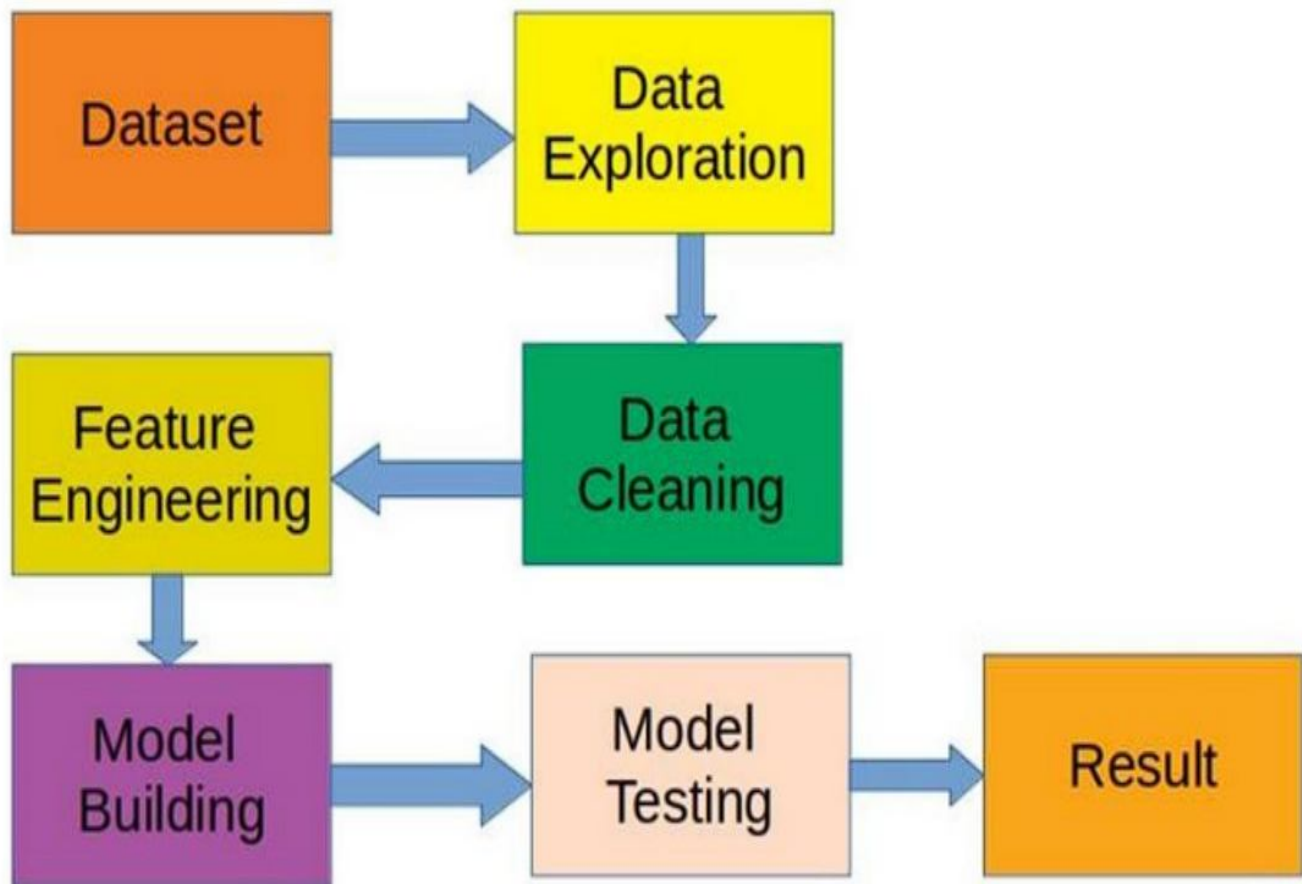 Dataset
Data
Exploration
Data
Cleaning
Feature
Engineering
Model
Building
Model
Testing
Result